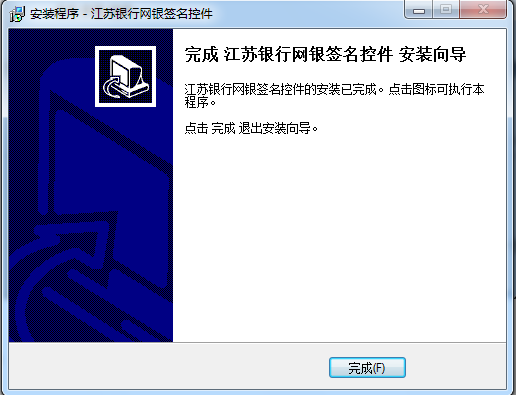 安装程序 - 江苏银行网银签名控件
完成 江苏银行网银签名控件 安装向导
江苏银行网银签名控件的安装已完成。点击图标可执行本
程序。
点击 完成 退出安装向导。
完成(F)